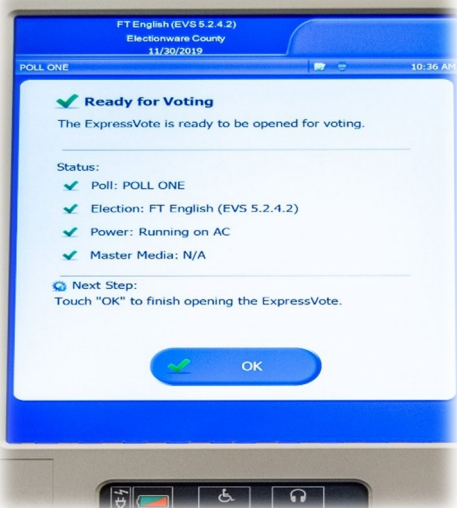 FT English (EVS 5.2.4.2)
Electionware County
11/30/2019
POLL ONE 10:36 AM
Ready for Voting
The ExpressVote is ready to be opened for voting.
Status:
Poll: POLL ONE
Election: FT English (EVS 5.2.4.2)
Power: Running on AC
Master Media: N/A
Next Step:
Touch "OK" to finish opening the ExpressVote.
OK